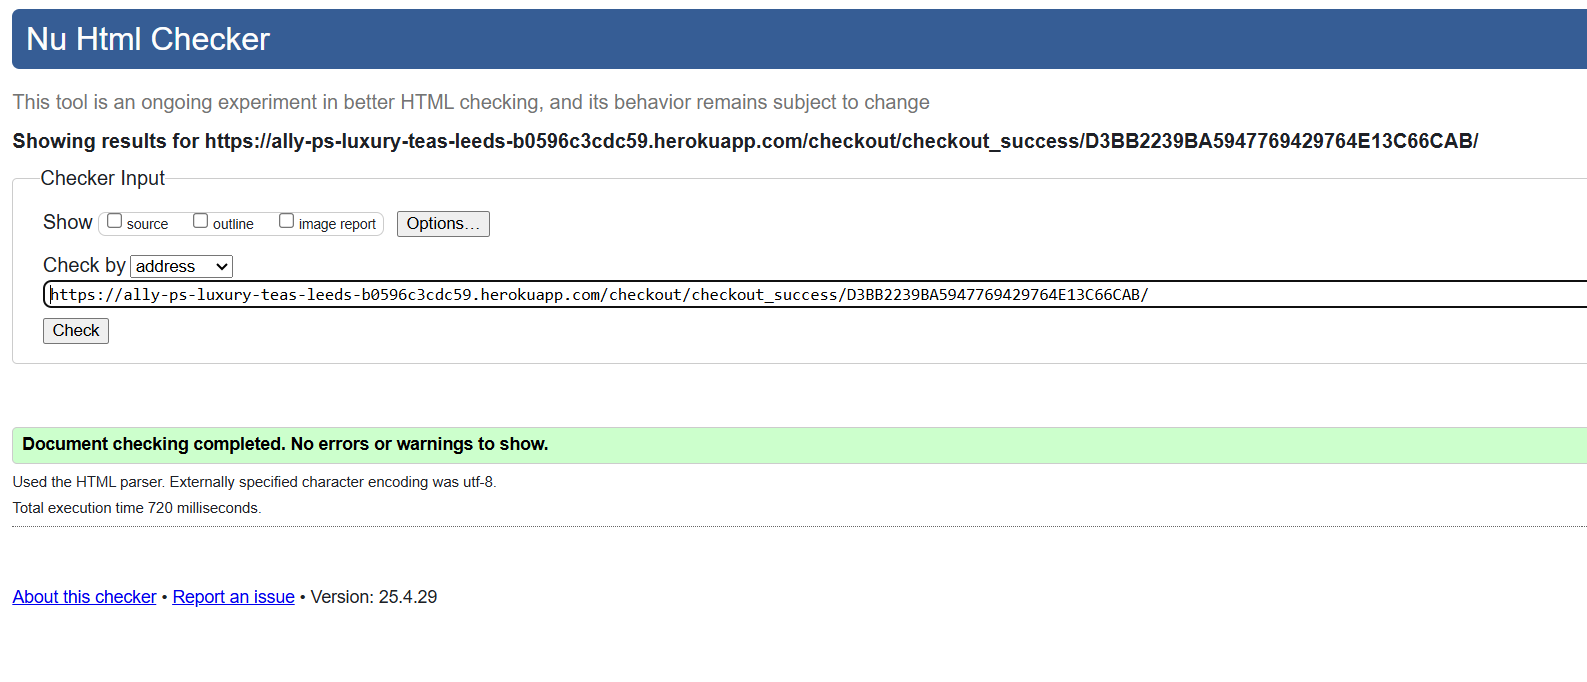 Nu Html Checker
This tool is an ongoing experiment in better HTML checking, and its behavior remains subject to change
Showing results for https://ally-ps-luxury-teas-leeds-b0596c3cdc59.herokuapp.com/checkout/checkout_success/D3BB2239BA5947769429764E13C66CAB/
Checker Input
Show source outline image report Options...
Check by address
https://ally-ps-luxury-teas-leeds-b0596c3cdc59.herokuapp.com/checkout/checkout_success/D3BB2239BA5947769429764E13C66CAB/
Check
Document checking completed. No errors or warnings to show.
Used the HTML parser. Externally specified character encoding was utf-8.
Total execution time 720 milliseconds.
About this checker • Report an issue • Version: 25.4.29